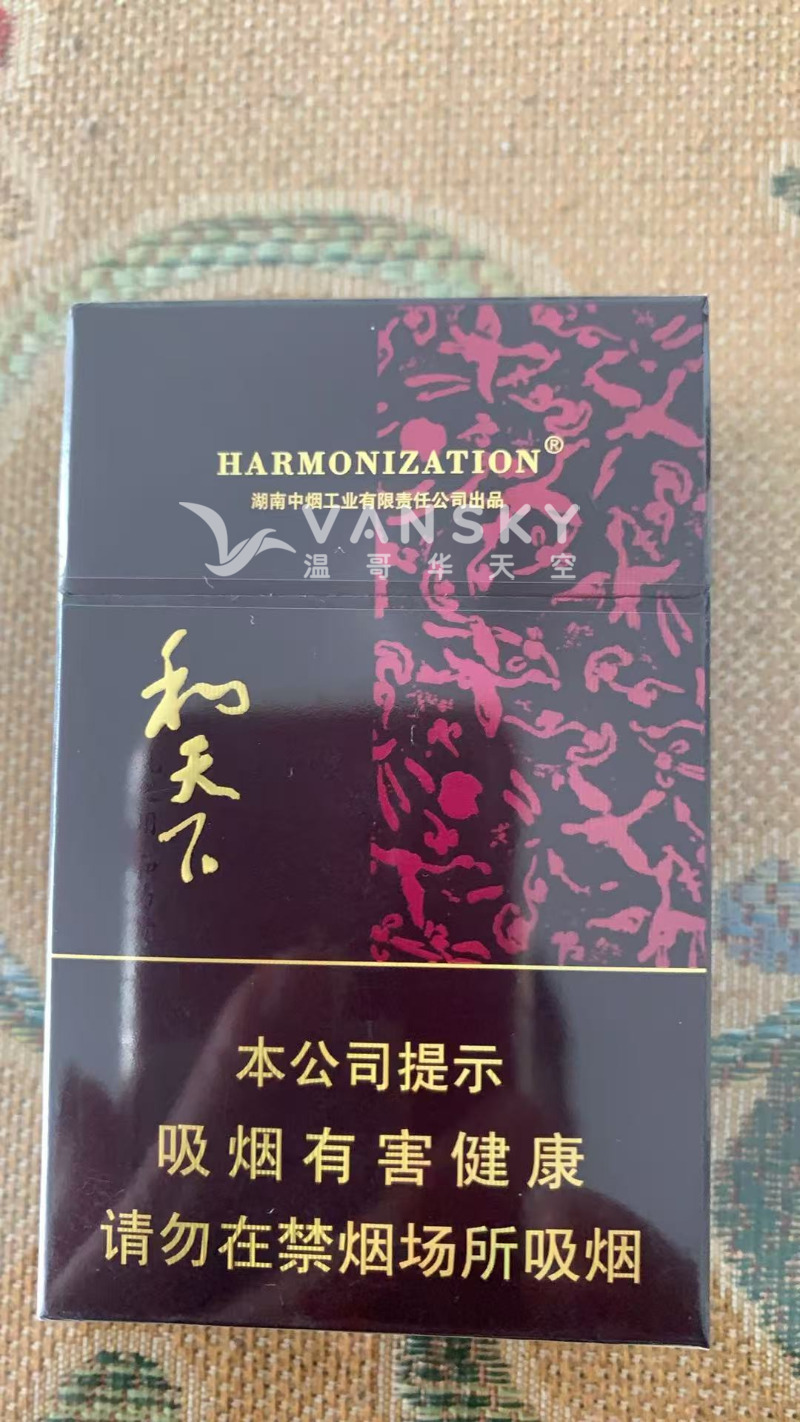 HARMONIZATION®
湖南中烟工业有限责任公司出品
VANSKY
温哥华天空
和天下
本公司提示
吸烟有害健康
请勿在禁烟场所吸烟